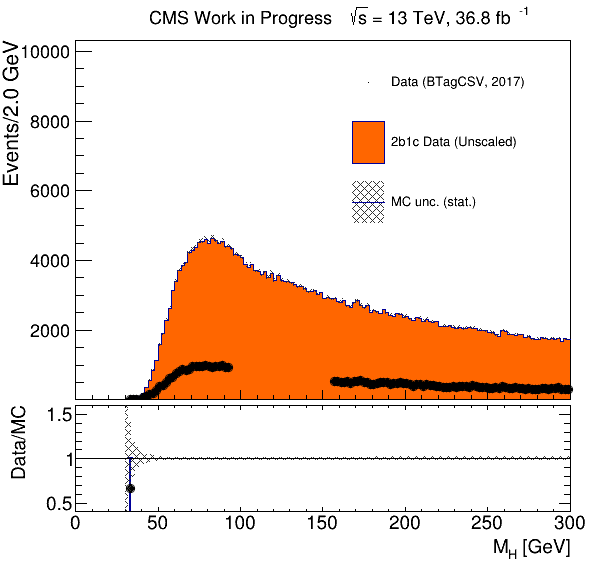 CMS Work in Progress √s = 13 TeV, 36.8 fb -1
Events/2.0 GeV
10000
8000
6000
4000
2000
Data (BTagCSV, 2017)
2b1c Data (Unscaled)
MC unc. (stat.)
Data/MC
1.5
1
0.5
0 50 100 150 200 250 300
M_H [GeV]